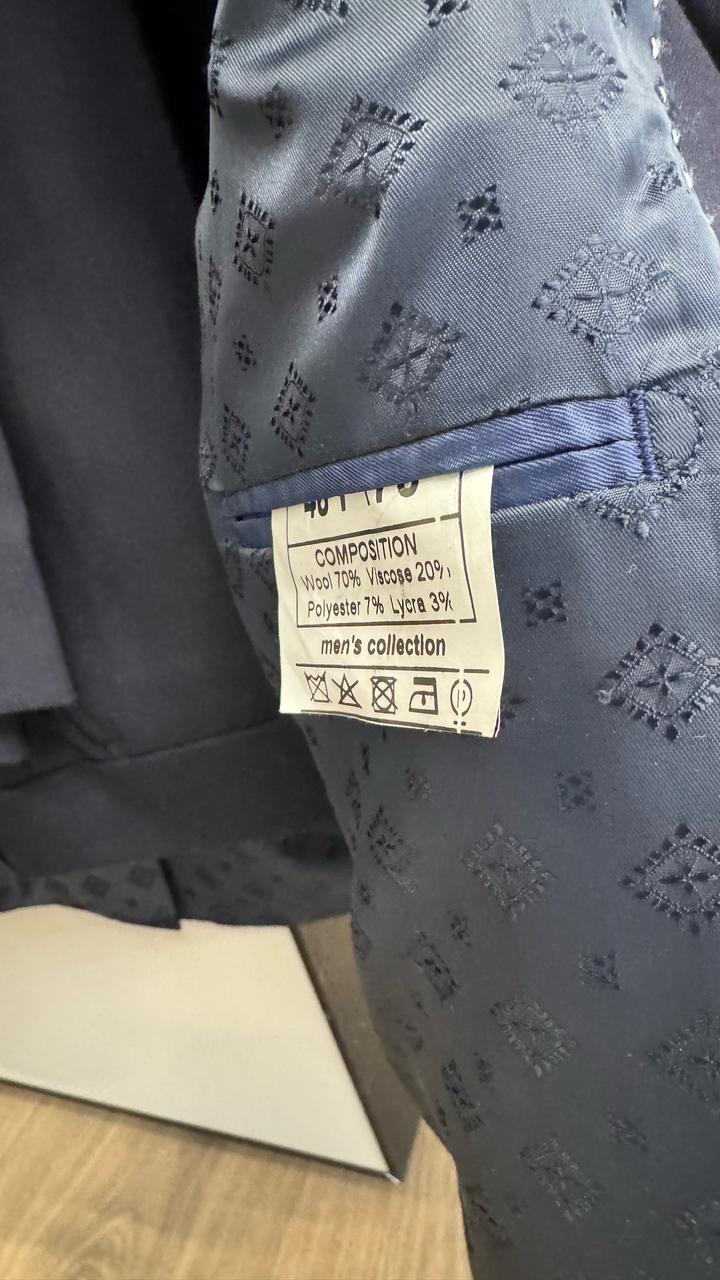 COMPOSITION
Wool 70% Viscose 20%
Polyester 7% Lycra 3%
men's collection